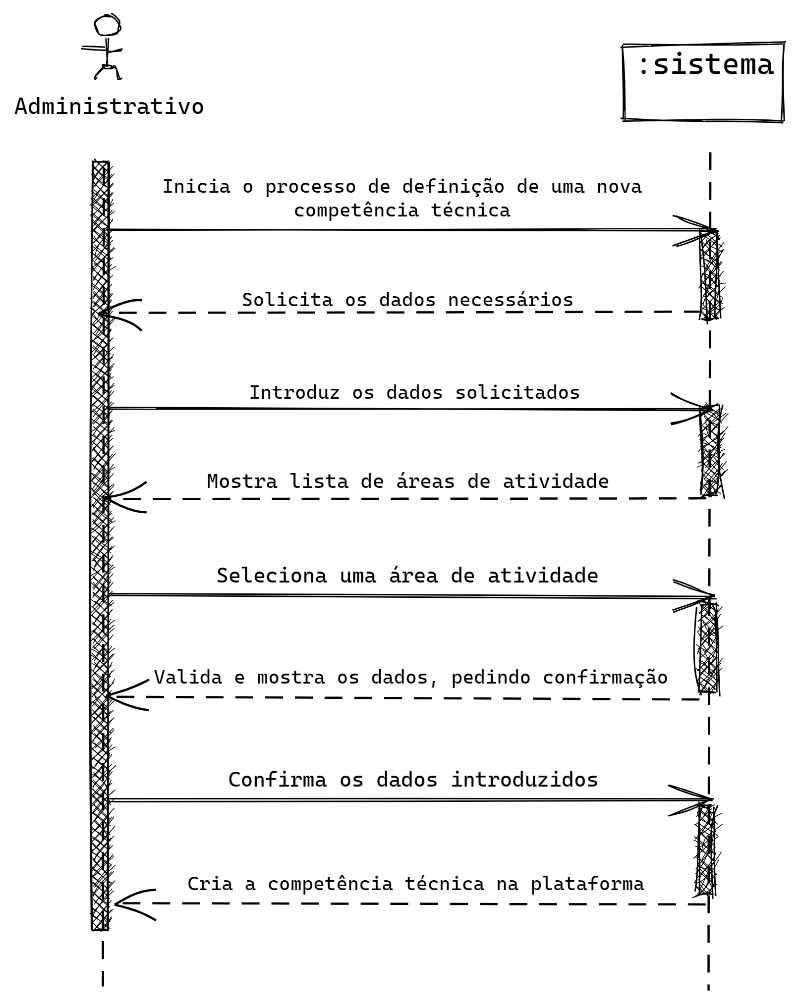 Administrativo
:sistema
Inicia o processo de definição de uma nova
competência técnica
Solicita os dados necessários
Introduz os dados solicitados
Mostra lista de áreas de atividade
Seleciona uma área de atividade
Valida e mostra os dados, pedindo confirmação
Confirma os dados introduzidos
Cria a competência técnica na plataforma